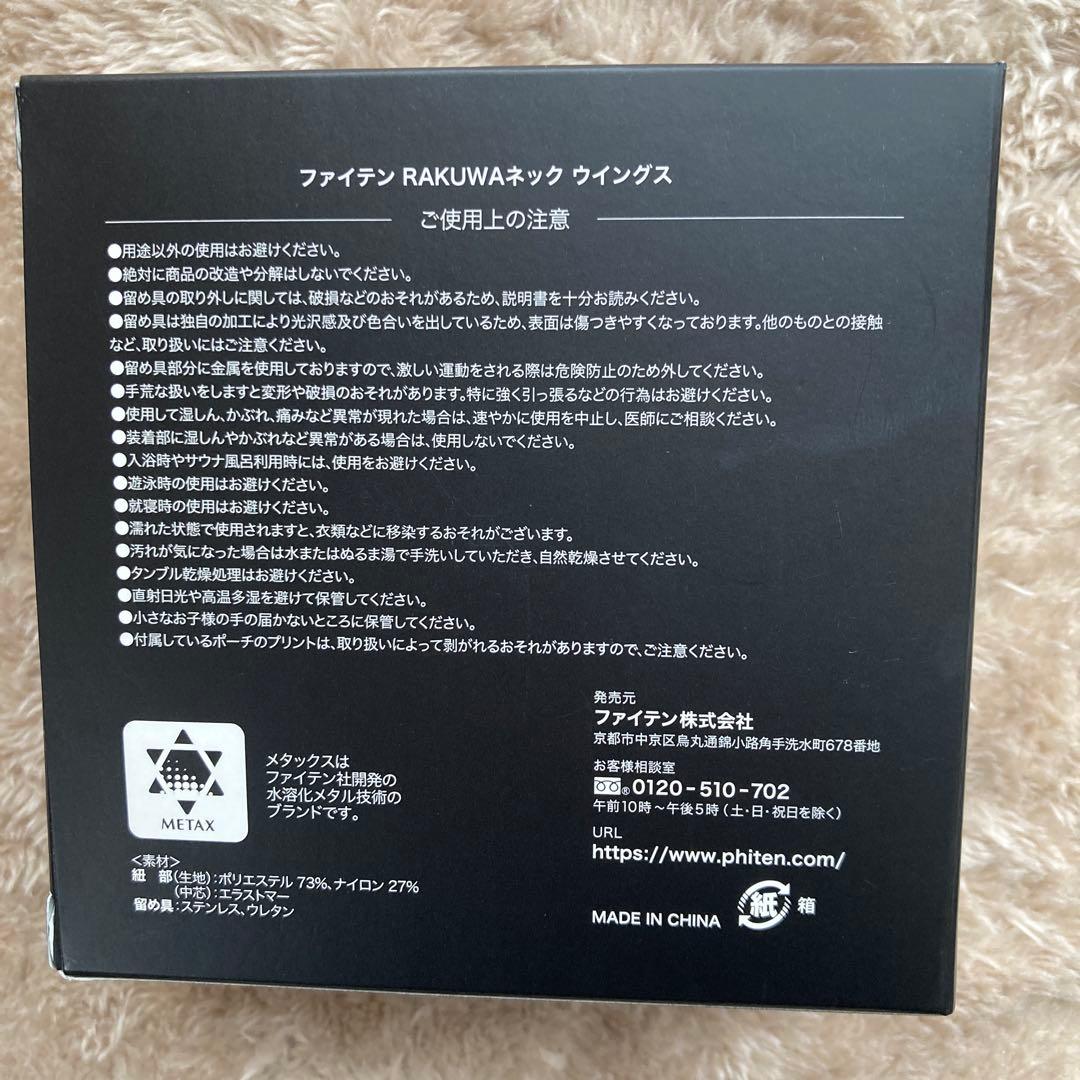 ファイテン RAKUWAネック ウイングス
ご使用上の注意
●用途以外の使用はお避けください。
●絶対に商品の改造や分解はしないでください。
●留め具の取り外しに関しては、破損などのおそれがあるため、説明書を十分お読みください。
●留め具は独自の加工により光沢感及び色合いを出しているため、表面は傷つきやすくなっております。他のものとの接触
など、取り扱いにはご注意ください。
●留め具部分に金属を使用しておりますので、激しい運動をされる際は危険防止のため外してください。
●手荒な扱いをしますと変形や破損のおそれがあります。特に強く引っ張るなどの行為はお避けください。
●使用して湿しん、かぶれ、痛みなど異常が現れた場合は、速やかに使用を中止し、医師にご相談ください。
●装着部に湿しんやかぶれなど異常がある場合は、使用しないでください。
●入浴時やサウナ風呂利用時には、使用をお避けください。
●遊泳時の使用はお避けください。
●就寝時の使用はお避けください。
●濡れた状態で使用されますと、衣類などに移染するおそれがございます。
●汚れが気になった場合は水またはぬるま湯で手洗いしていただき、自然乾燥させてください。
●タンブル乾燥処理はお避けください。
●直射日光や高温多湿を避けて保管してください。
●小さなお子様の手の届かないところに保管してください。
●付属しているポーチのプリントは、取り扱いによって剥がれるおそれがありますので、ご注意ください。
METAX
メタックスは
ファイテン社開発の
水溶化メタル技術の
ブランドです。
<素材>
紐 部(生地):ポリエステル 73%、ナイロン 27%
(中芯):エラストマー
留め具:ステンレス、ウレタン
発売元
ファイテン株式会社
京都市中京区烏丸通錦小路角手洗水町678番地
お客様相談室
® 0120-510-702
午前10時～午後5時(土・日・祝日を除く)
URL
https://www.phiten.com/
MADE IN CHINA
紙 箱